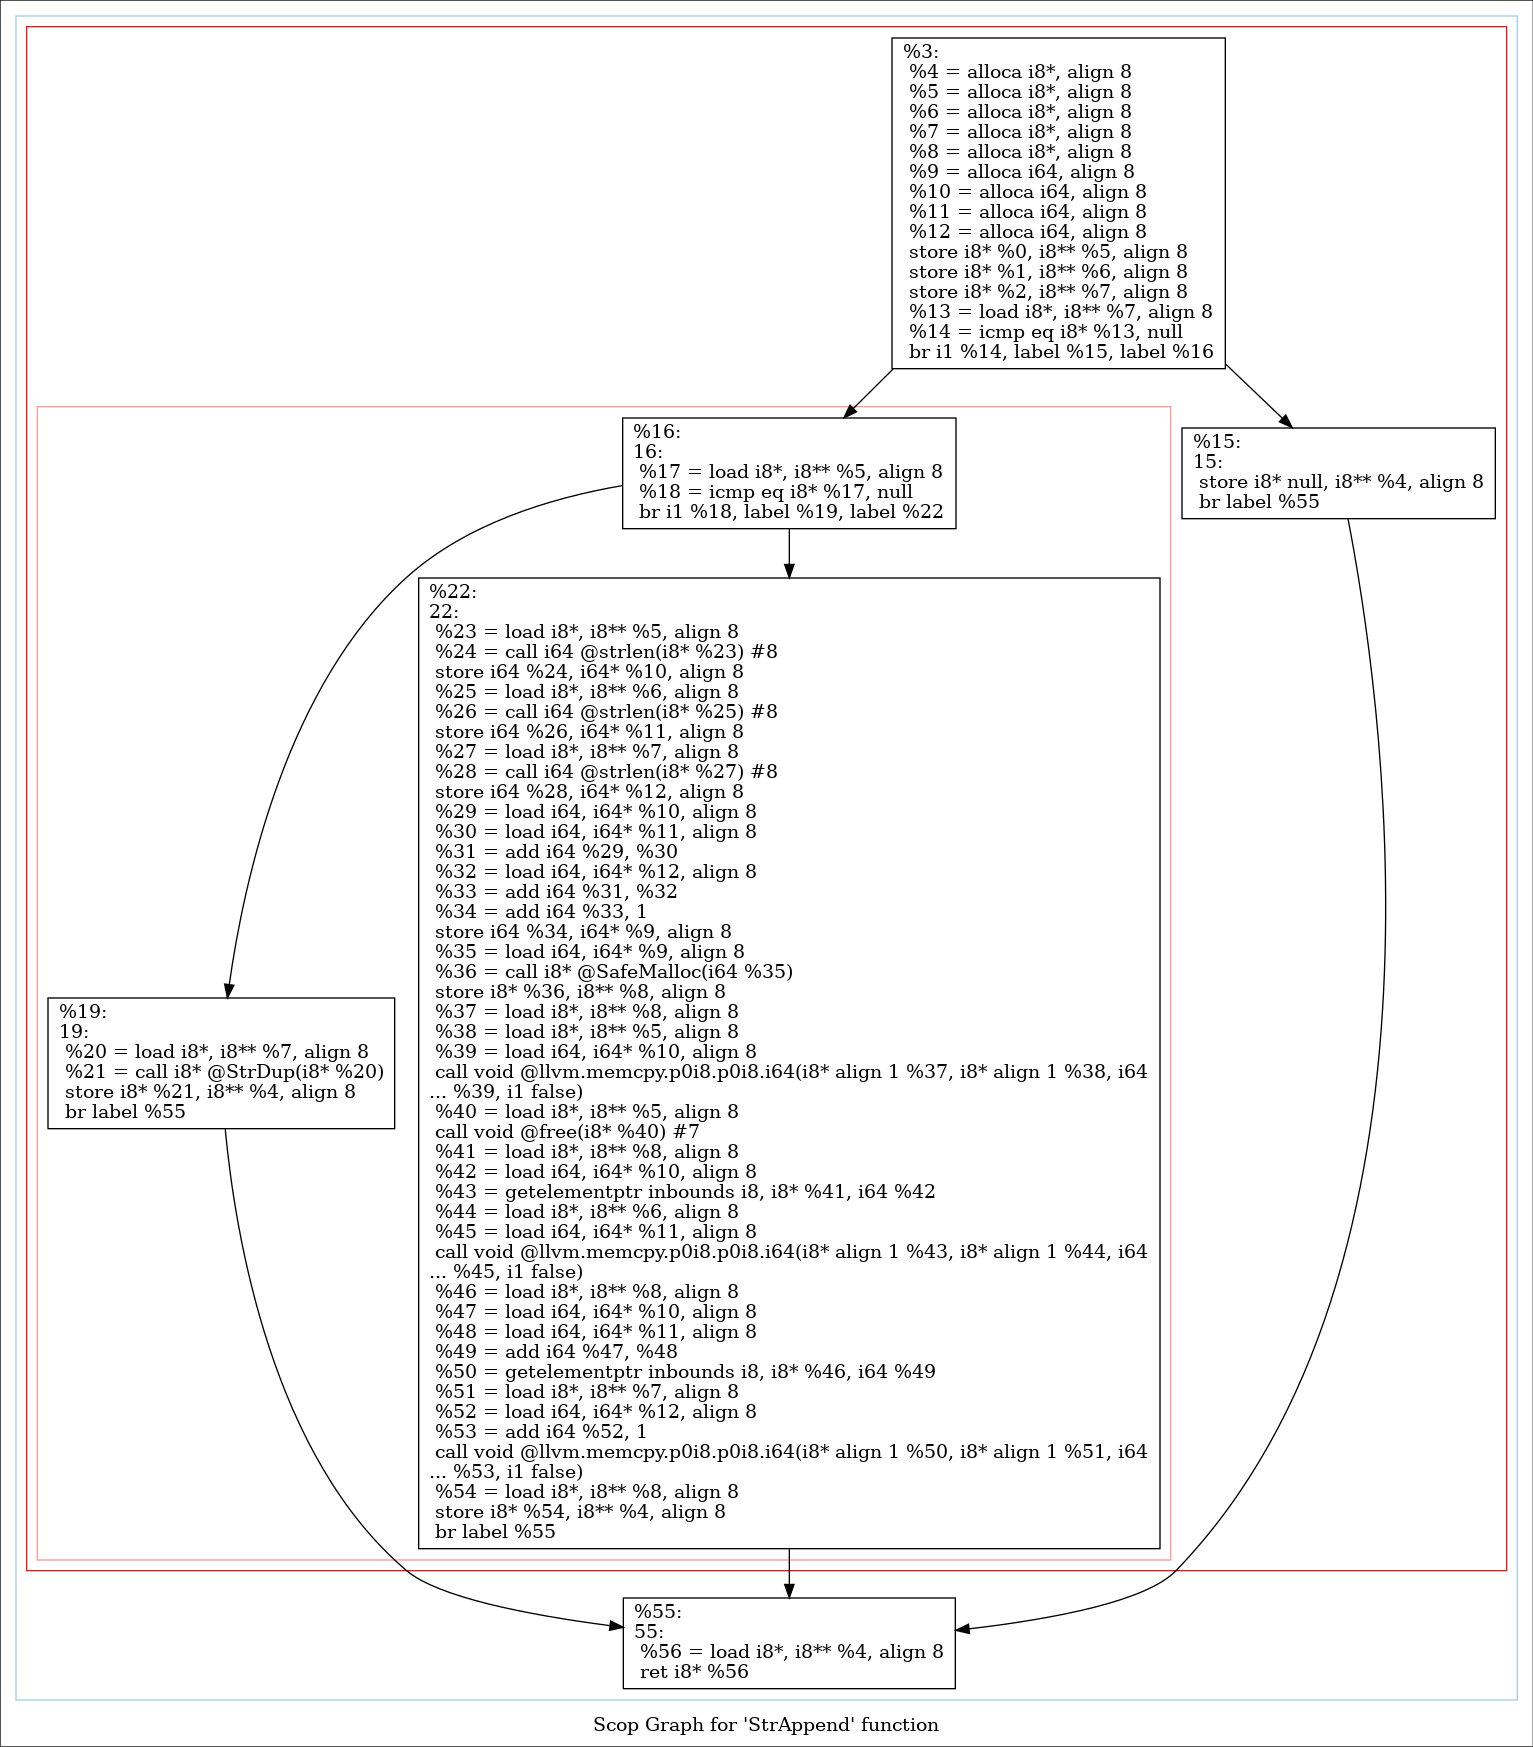 %3:
%4 = alloca i8*, align 8
%5 = alloca i8*, align 8
%6 = alloca i8*, align 8
%7 = alloca i8*, align 8
%8 = alloca i8*, align 8
%9 = alloca i64, align 8
%10 = alloca i64, align 8
%11 = alloca i64, align 8
%12 = alloca i64, align 8
store i8* %0, i8** %5, align 8
store i8* %1, i8** %6, align 8
store i8* %2, i8** %7, align 8
%13 = load i8*, i8** %7, align 8
%14 = icmp eq i8* %13, null
br i1 %14, label %15, label %16
%16:
16:
%17 = load i8*, i8** %5, align 8
%18 = icmp eq i8* %17, null
br i1 %18, label %19, label %22
%15:
15:
store i8* null, i8** %4, align 8
br label %55
%22:
22:
%23 = load i8*, i8** %5, align 8
%24 = call i64 @strlen(i8* %23) #8
store i64 %24, i64* %10, align 8
%25 = load i8*, i8** %6, align 8
%26 = call i64 @strlen(i8* %25) #8
store i64 %26, i64* %11, align 8
%27 = load i8*, i8** %7, align 8
%28 = call i64 @strlen(i8* %27) #8
store i64 %28, i64* %12, align 8
%29 = load i64, i64* %10, align 8
%30 = load i64, i64* %11, align 8
%31 = add i64 %29, %30
%32 = load i64, i64* %12, align 8
%33 = add i64 %31, %32
%34 = add i64 %33, 1
store i64 %34, i64* %9, align 8
%35 = load i64, i64* %9, align 8
%36 = call i8* @SafeMalloc(i64 %35)
store i8* %36, i8** %8, align 8
%37 = load i8*, i8** %8, align 8
%38 = load i8*, i8** %5, align 8
%39 = load i64, i64* %10, align 8
call void @llvm.memcpy.p0i8.p0i8.i64(i8* align 1 %37, i8* align 1 %38, i64
... %39, i1 false)
%40 = load i8*, i8** %5, align 8
call void @free(i8* %40) #7
%41 = load i8*, i8** %8, align 8
%42 = load i64, i64* %10, align 8
%43 = getelementptr inbounds i8, i8* %41, i64 %42
%44 = load i8*, i8** %6, align 8
%45 = load i64, i64* %11, align 8
call void @llvm.memcpy.p0i8.p0i8.i64(i8* align 1 %43, i8* align 1 %44, i64
... %45, i1 false)
%46 = load i8*, i8** %8, align 8
%47 = load i64, i64* %10, align 8
%48 = load i64, i64* %11, align 8
%49 = add i64 %47, %48
%50 = getelementptr inbounds i8, i8* %46, i64 %49
%51 = load i8*, i8** %7, align 8
%52 = load i64, i64* %12, align 8
%53 = add i64 %52, 1
call void @llvm.memcpy.p0i8.p0i8.i64(i8* align 1 %50, i8* align 1 %51, i64
... %53, i1 false)
%54 = load i8*, i8** %8, align 8
store i8* %54, i8** %4, align 8
br label %55
%19:
19:
%20 = load i8*, i8** %7, align 8
%21 = call i8* @StrDup(i8* %20)
store i8* %21, i8** %4, align 8
br label %55
%55:
55:
%56 = load i8*, i8** %4, align 8
ret i8* %56
Scop Graph for 'StrAppend' function